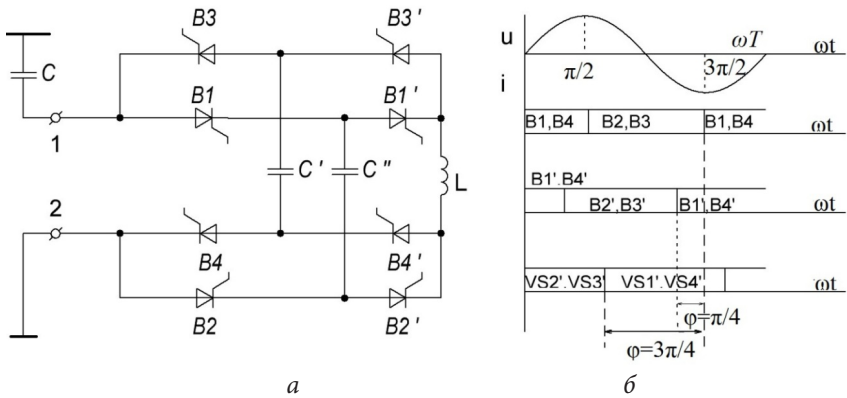 B3
B3'
C
B1
B1'
1
C'
C"
L
2
B4
B4'
B2
B2'
а
u
i
ωT
ωt
π/2
3π/2
B1,B4
B2,B3
B1,B4
ωt
B1'.B4'
B2',B3'
B1',B4'
ωt
VS2'.VS3'
VS1'.VS4'
ωt
φ=π/4
φ=3π/4
б